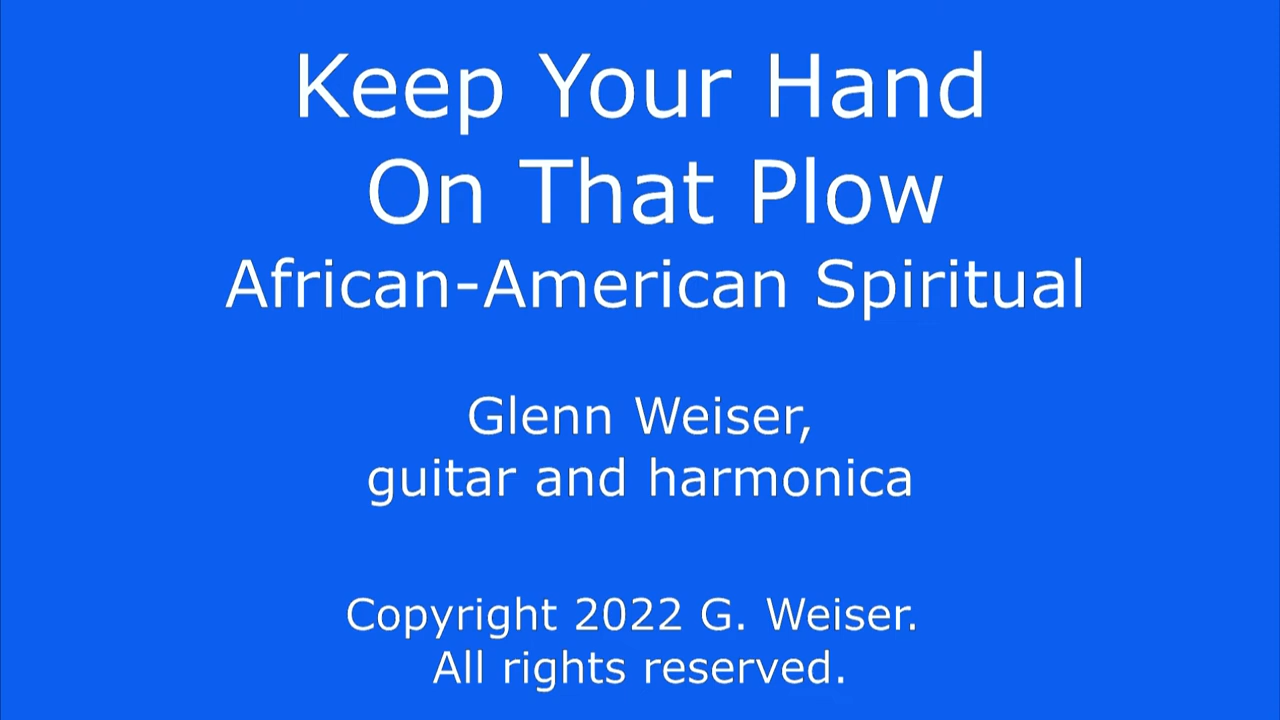 Keep Your Hand
On That Plow
African-American Spiritual
Glenn Weiser,
guitar and harmonica
Copyright 2022 G. Weiser.
All rights reserved.